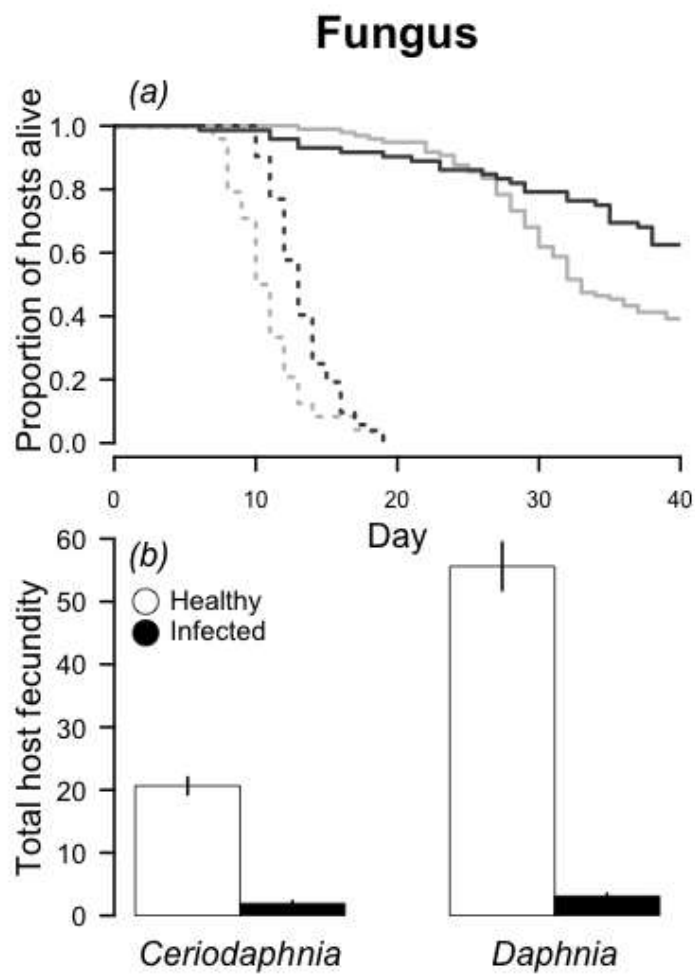 Fungus
(a)
Proportion of hosts alive
1.0
0.8
0.6
0.4
0.2
0.0
0 10 20 30 40
Day
(b)
Total host fecundity
60
50
40
30
20
10
0
Healthy
Infected
Ceriodaphnia Daphnia